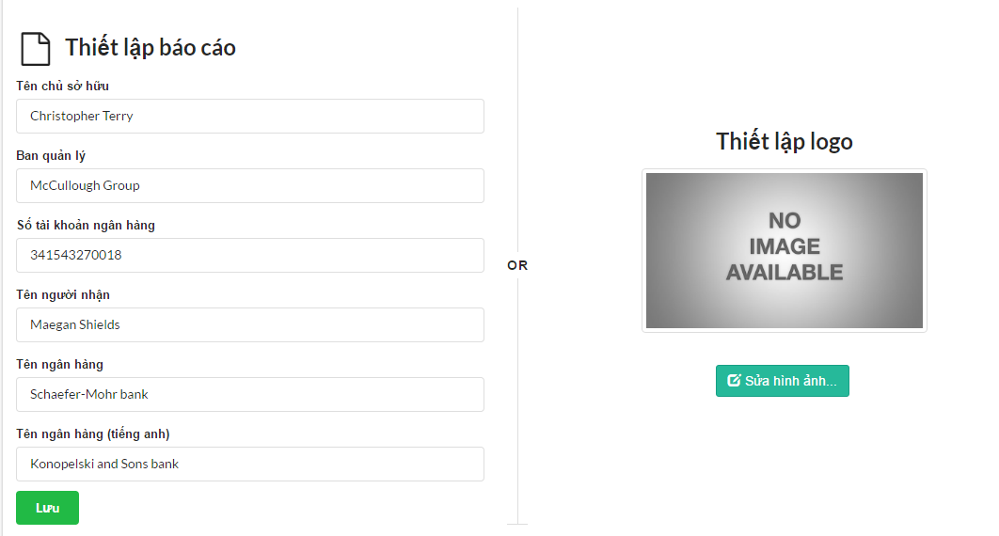 Thiết lập báo cáo
Tên chủ sở hữu
Christopher Terry
Ban quản lý
McCullough Group
Số tài khoản ngân hàng
341543270018
Tên người nhận
Maegan Shields
Tên ngân hàng
Schaefer-Mohr bank
Tên ngân hàng (tiếng anh)
Konopelski and Sons bank
Lưu
OR
Thiết lập logo
NO
IMAGE
AVAILABLE
Sửa hình ảnh...